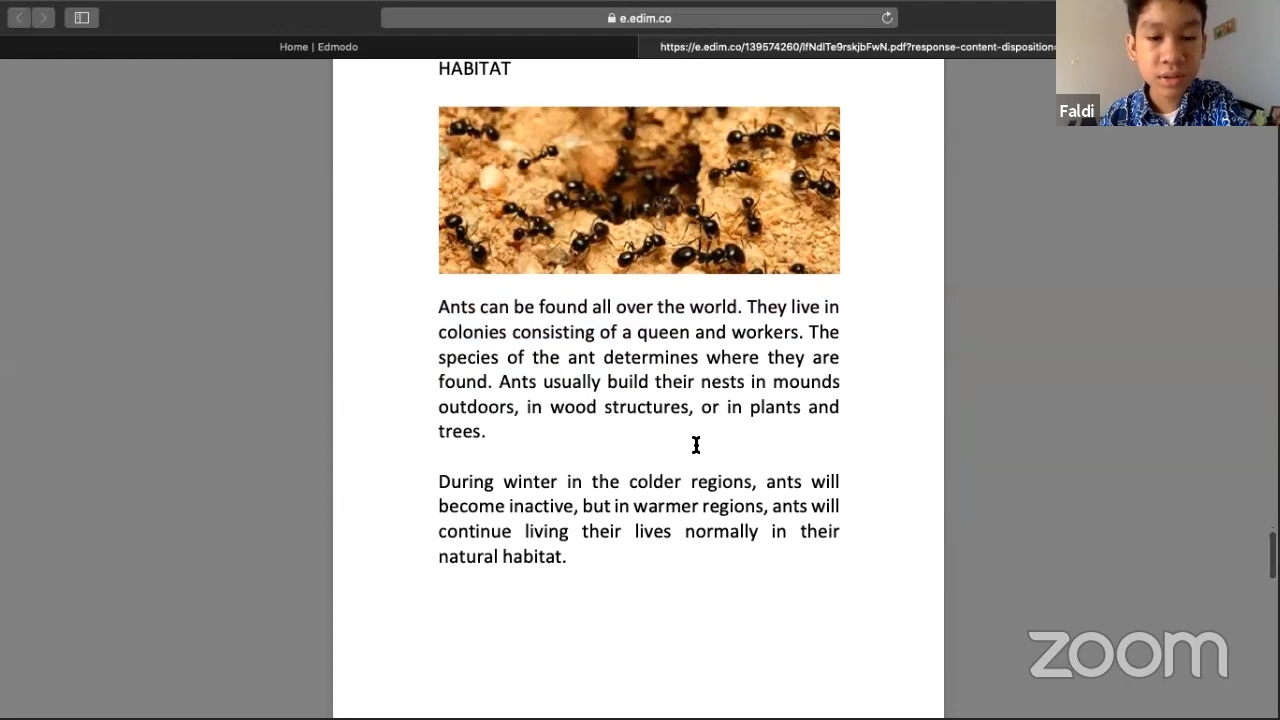 e.edim.co
Home | Edmodo
https://e.edim.co/139574260/lfNdlTe9rskjbFwN.pdf?response-content-disposition=
HABITAT
Faldi
Ants can be found all over the world. They live in
colonies consisting of a queen and workers. The
species of the ant determines where they are
found. Ants usually build their nests in mounds
outdoors, in wood structures, or in plants and
trees.
During winter in the colder regions, ants will
become inactive, but in warmer regions, ants will
continue living their lives normally in their
natural habitat.
zoom